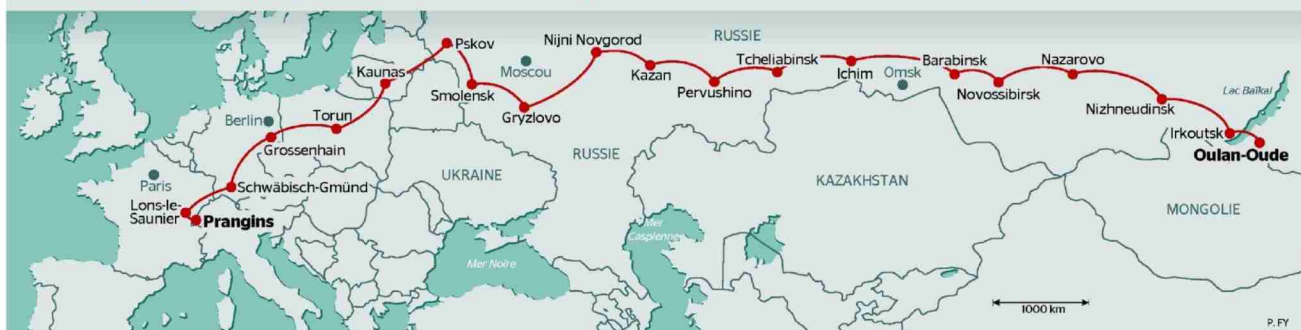 RUSSIE
Pskov
Nijni Novgorod
Moscou
Kazan
Tcheliabinsk
Ichim
Omsk
Barabinsk
Nazarovo
Kaunas
Smolensk
Pervushino
Novossibirsk
Lac Baïkal
Gryzlovo
Nizhneudinsk
Berlin
Torun
Irkoutsk
Grossenhain
RUSSIE
Oulan-Oude
Paris
UKRAINE
KAZAKHSTAN
Schwäbisch-Gmünd
Lons-le-
Saunier
Prangins
MONGOLIE
Mer
Caspienne
Mer Noire
1000 km
P. FY